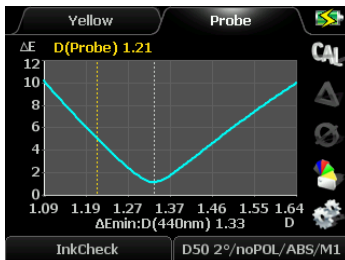 Yellow Probe
ΔE D(Probe) 1.21
CAL
12
10
8
6
4
2
0
1.09 1.19 1.27 1.37 1.46 1.55 1.64
ΔEmin:D(440nm) 1.33 D
InkCheck D50 2°/noPOL/ABS/M1